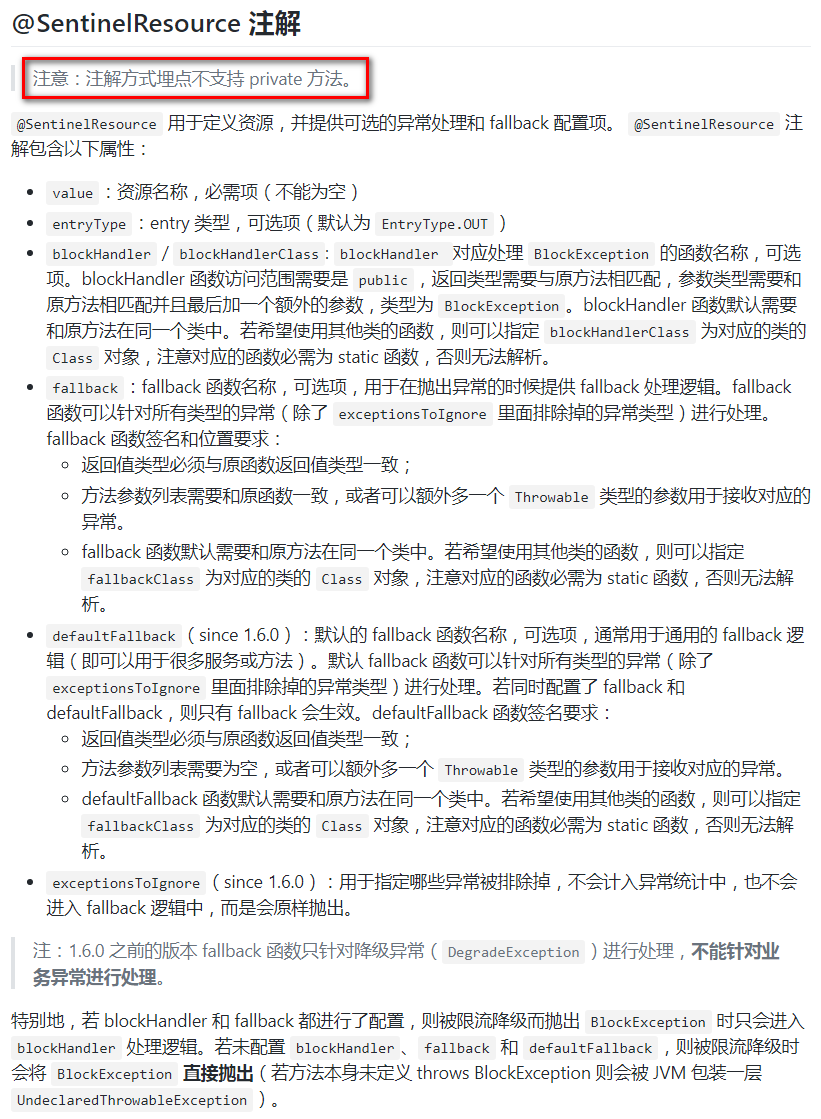 @SentinelResource 注解
注意：注解方式埋点不支持 private 方法。
@SentinelResource 用于定义资源，并提供可选的异常处理和 fallback 配置项。 @SentinelResource 注
解包含以下属性：
value ：资源名称，必需项（不能为空）
entryType ：entry 类型，可选项（默认为 EntryType.OUT ）
blockHandler / blockHandlerClass : blockHandler 对应处理 BlockException 的函数名称，可选
项。blockHandler 函数访问范围需要是 public ，返回类型需要与原方法相匹配，参数类型需要和
原方法相匹配并且最后加一个额外的参数，类型为 BlockException 。blockHandler 函数默认需要
和原方法在同一个类中。若希望使用其他类的函数，则可以指定 blockHandlerClass 为对应的类的
Class 对象，注意对应的函数必需为 static 函数，否则无法解析。
fallback ：fallback 函数名称，可选项，用于在抛出异常的时候提供 fallback 处理逻辑。fallback
函数可以针对所有类型的异常（除了 exceptionsToIgnore 里面排除掉的异常类型）进行处理。
fallback 函数签名和位置要求：
返回值类型必须与原函数返回值类型一致；
方法参数列表需要和原函数一致，或者可以额外多一个 Throwable 类型的参数用于接收对应的
异常。
fallback 函数默认需要和原方法在同一个类中。若希望使用其他类的函数，则可以指定
fallbackClass 为对应的类的 Class 对象，注意对应的函数必需为 static 函数，否则无法解
析。
defaultFallback （since 1.6.0）：默认的 fallback 函数名称，可选项，通常用于通用的 fallback 逻
辑（即可以用于很多服务或方法）。默认 fallback 函数可以针对所有类型的异常（除了
exceptionsToIgnore 里面排除掉的异常类型）进行处理。若同时配置了 fallback 和
defaultFallback，则只有 fallback 会生效。defaultFallback 函数签名要求：
返回值类型必须与原函数返回值类型一致；
方法参数列表需要为空，或者可以额外多一个 Throwable 类型的参数用于接收对应的异常。
defaultFallback 函数默认需要和原方法在同一个类中。若希望使用其他类的函数，则可以指定
fallbackClass 为对应的类的 Class 对象，注意对应的函数必需为 static 函数，否则无法解
析。
exceptionsToIgnore （since 1.6.0）：用于指定哪些异常被排除掉，不会计入异常统计中，也不会
进入 fallback 逻辑中，而是会原样抛出。
注：1.6.0 之前的版本 fallback 函数只针对降级异常（ DegradeException ）进行处理，不能针对业
务异常进行处理。
特别地，若 blockHandler 和 fallback 都进行了配置，则被限流降级而抛出 BlockException 时只会进入
blockHandler 处理逻辑。若未配置 blockHandler 、 fallback 和 defaultFallback ，则被限流降级时
会将 BlockException 直接抛出（若方法本身未定义 throws BlockException 则会被 JVM 包装一层
UndeclaredThrowableException ）。